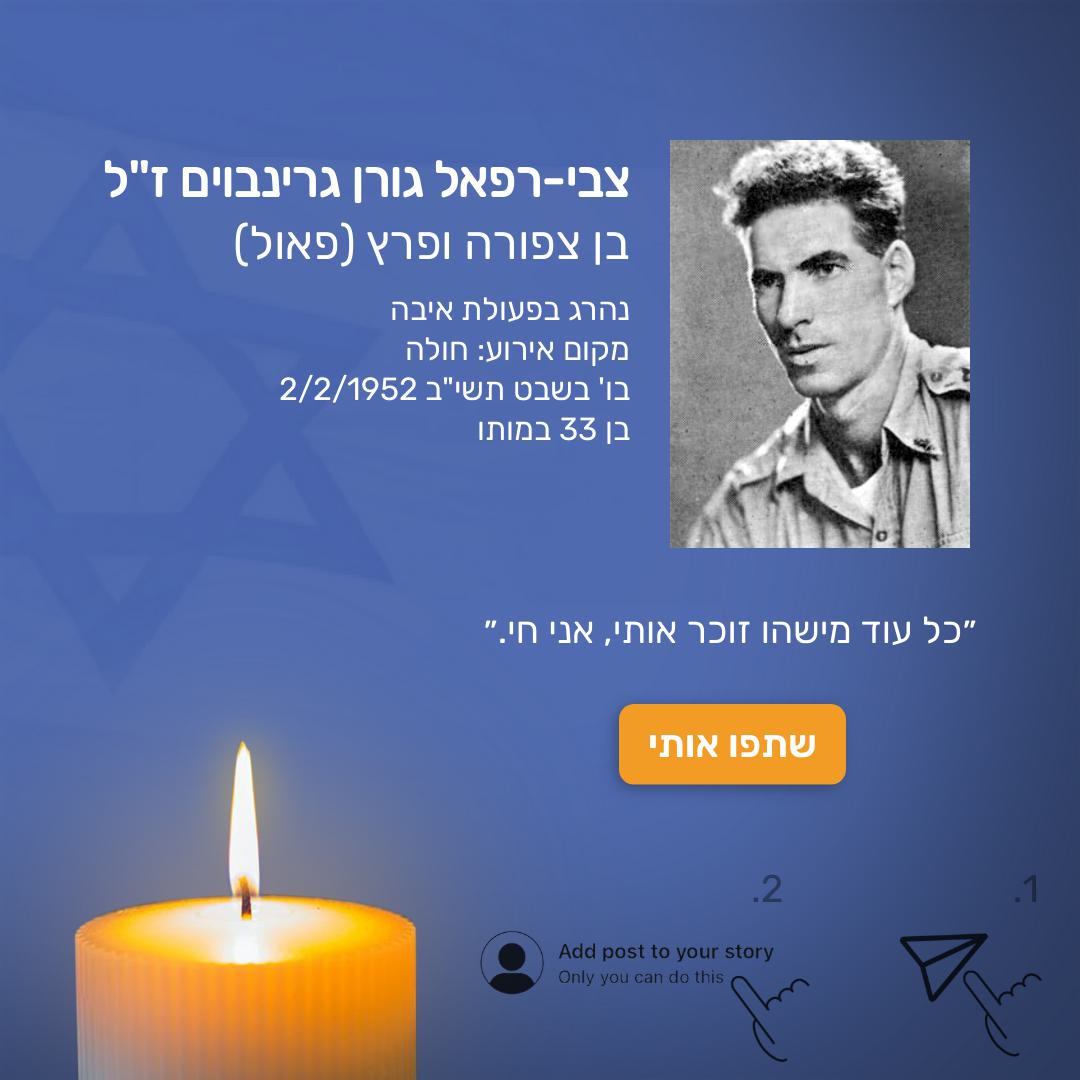 צבי-רפאל גורן גרינבוים ז"ל
בן צפורה ופרץ (פאול)
נהרג בפעולת איבה
מקום אירוע: חולה
בו' בשבט תשי"ב 2/2/1952
בן 33 במותו
״כל עוד מישהו זוכר אותי, אני חי.״
שתפו אותי
.1
.2
Add post to your story
Only you can do this